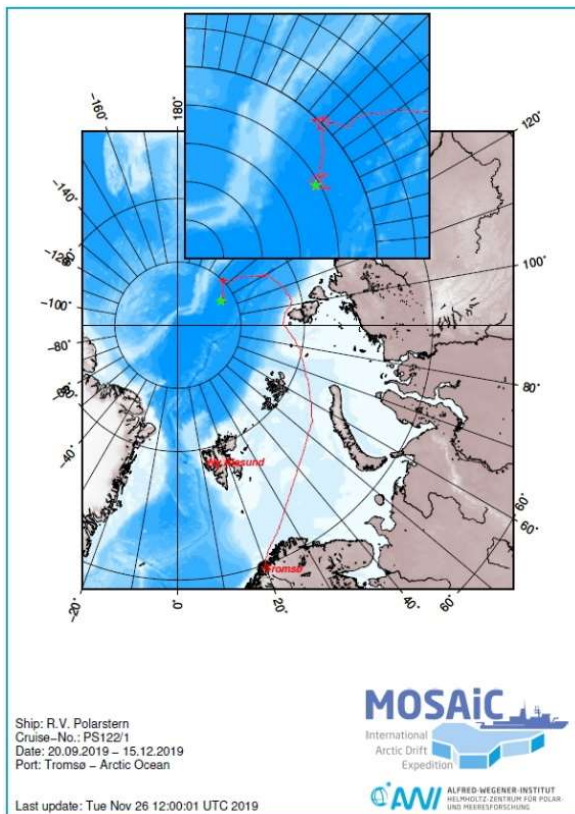 -160°
180°
120°
-140°
-120°
100°
-100°
-80°
80°
-60°
-40°
60°
60°
Tromsø
-20°
0°
20°
40°
60°
Ship: R.V. Polarstern
Cruise-No.: PS122/1
Date: 20.09.2019 - 15.12.2019
Port: Tromsø - Arctic Ocean
Last update: Tue Nov 26 12:00:01 UTC 2019
MOSAiC
International
Arctic Drift
Expedition
AWI
ALFRED-WEGENER-INSTITUT
HELMHOLTZ-ZENTRUM FÜR POLAR-
UND MEERESFORSCHUNG